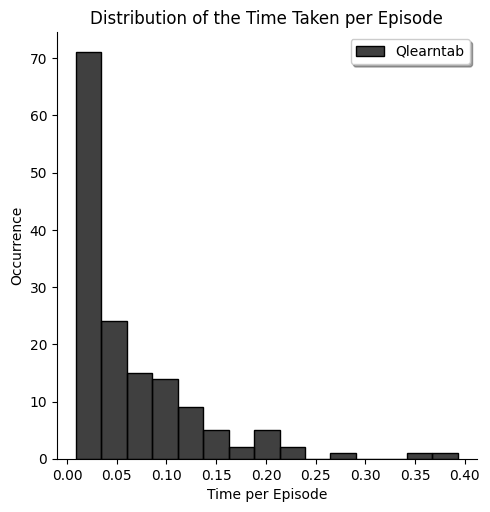 Distribution of the Time Taken per Episode
Qlearntab
Occurrence
70
60
50
40
30
20
10
0
0.00 0.05 0.10 0.15 0.20 0.25 0.30 0.35 0.40
Time per Episode